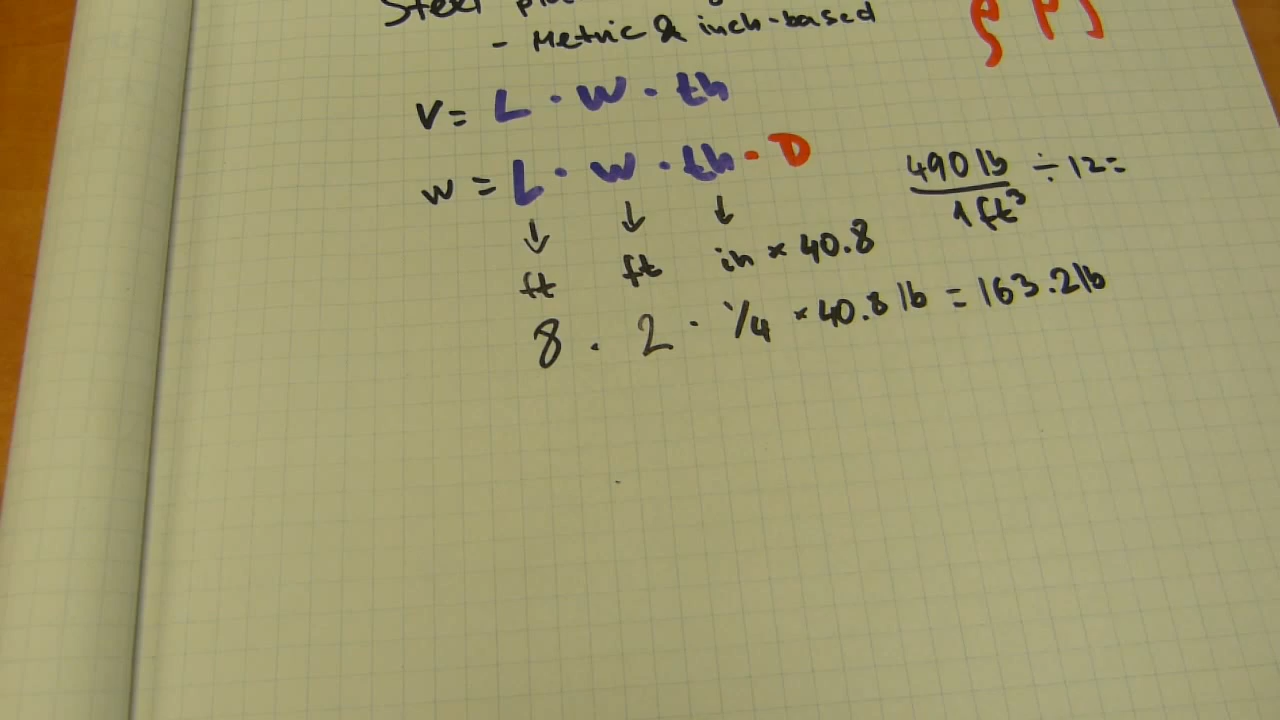 Steel
- Metric & inch-based
V = L · W · th
w = L · w · th · D
490 lb / 1 ft³ ÷ 12 =
↓ ↓ ↓
ft ft in × 40.8
8 · 2 · 1/4 × 40.8 lb = 163.2 lb